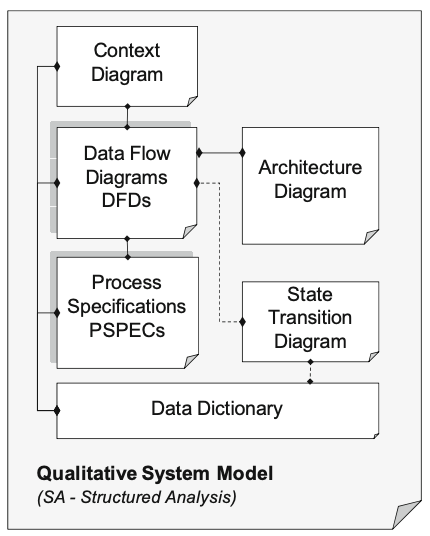 Context
Diagram
Data Flow
Diagrams
DFDs
Architecture
Diagram
Process
Specifications
PSPECs
State
Transition
Diagram
Data Dictionary
Qualitative System Model
(SA - Structured Analysis)